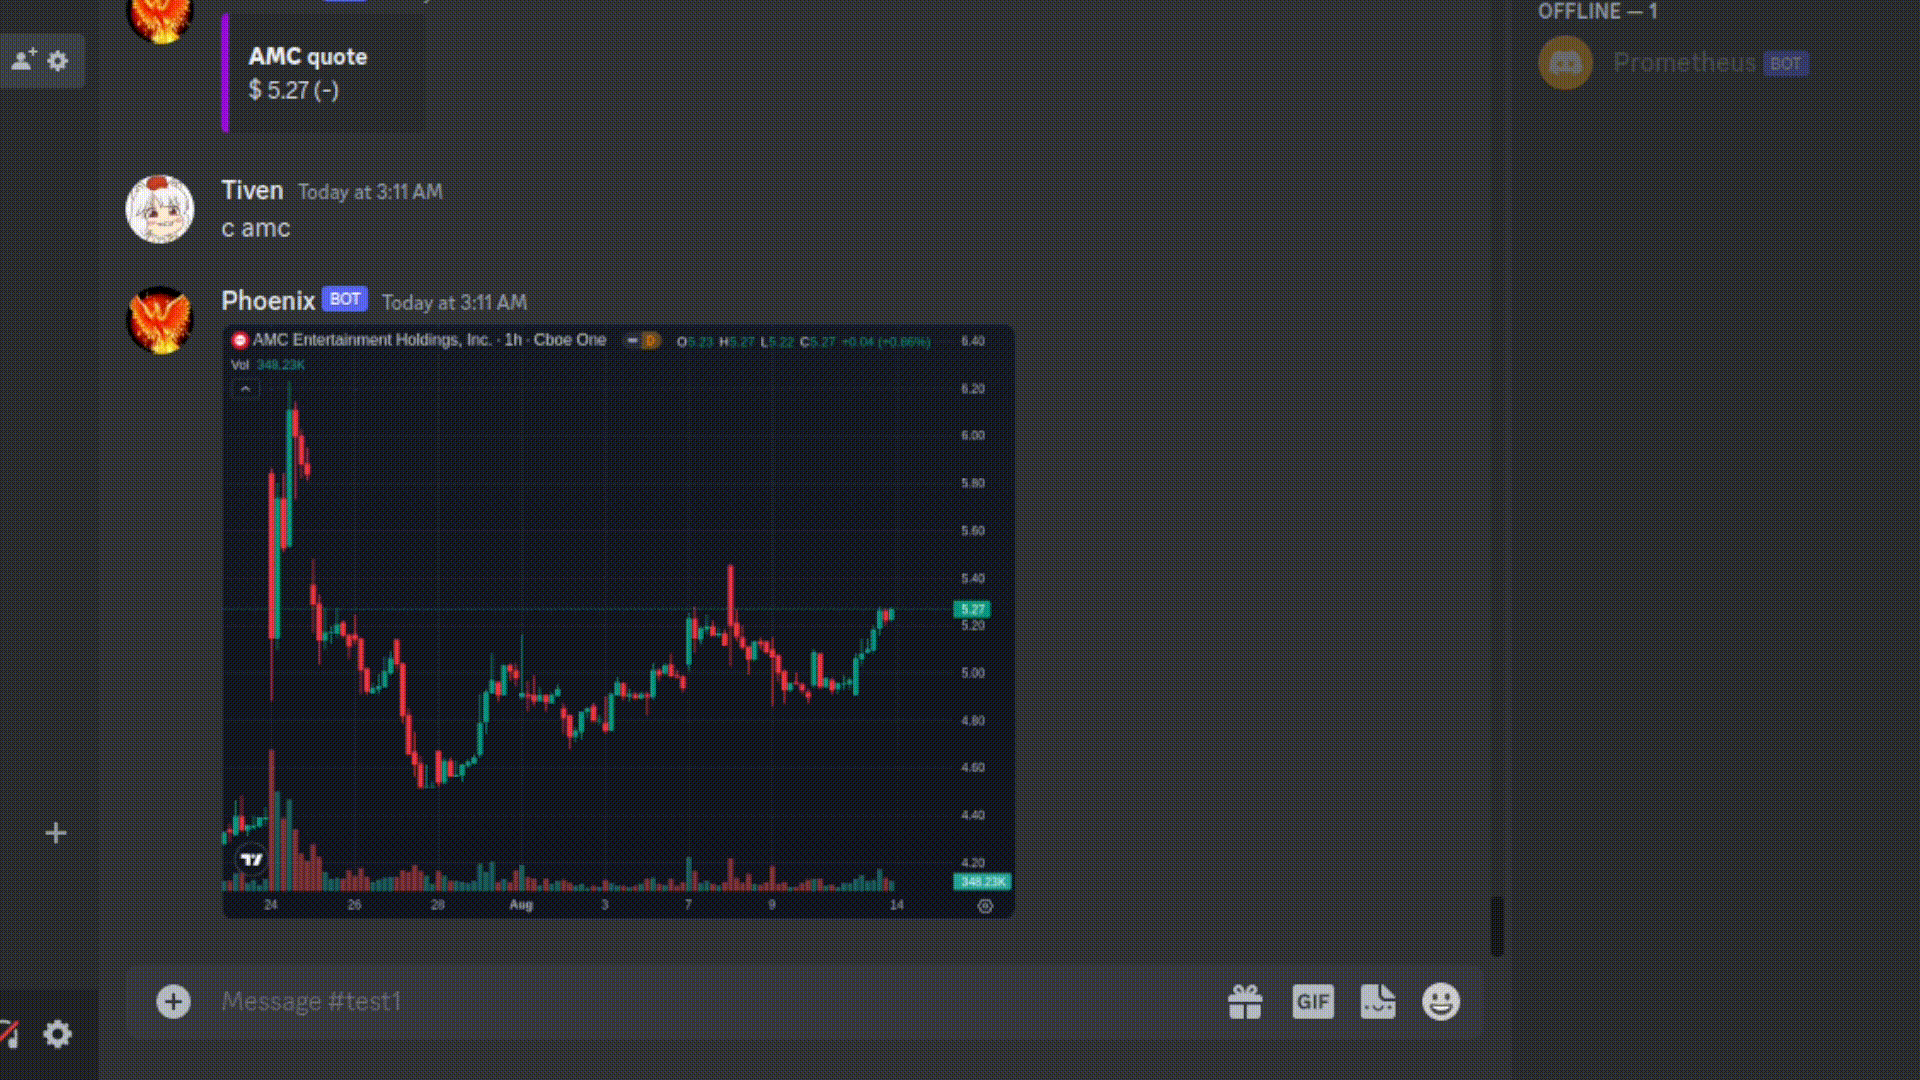 OFFLINE — 1
Prometheus BOT
AMC quote
$ 5.27 (-)
Tiven Today at 3:11 AM
c amc
Phoenix BOT Today at 3:11 AM
AMC Entertainment Holdings, Inc. · 1h · Cboe One D O5.23 H5.27 L5.22 C5.27 +0.04 (+0.86%)
Vol 348.23K
6.40
6.20
6.00
5.80
5.60
5.40
5.27
5.20
5.00
4.80
4.60
4.40
4.20
348.23K
24 26 28 Aug 3 7 9 14
Message #test1
GIF